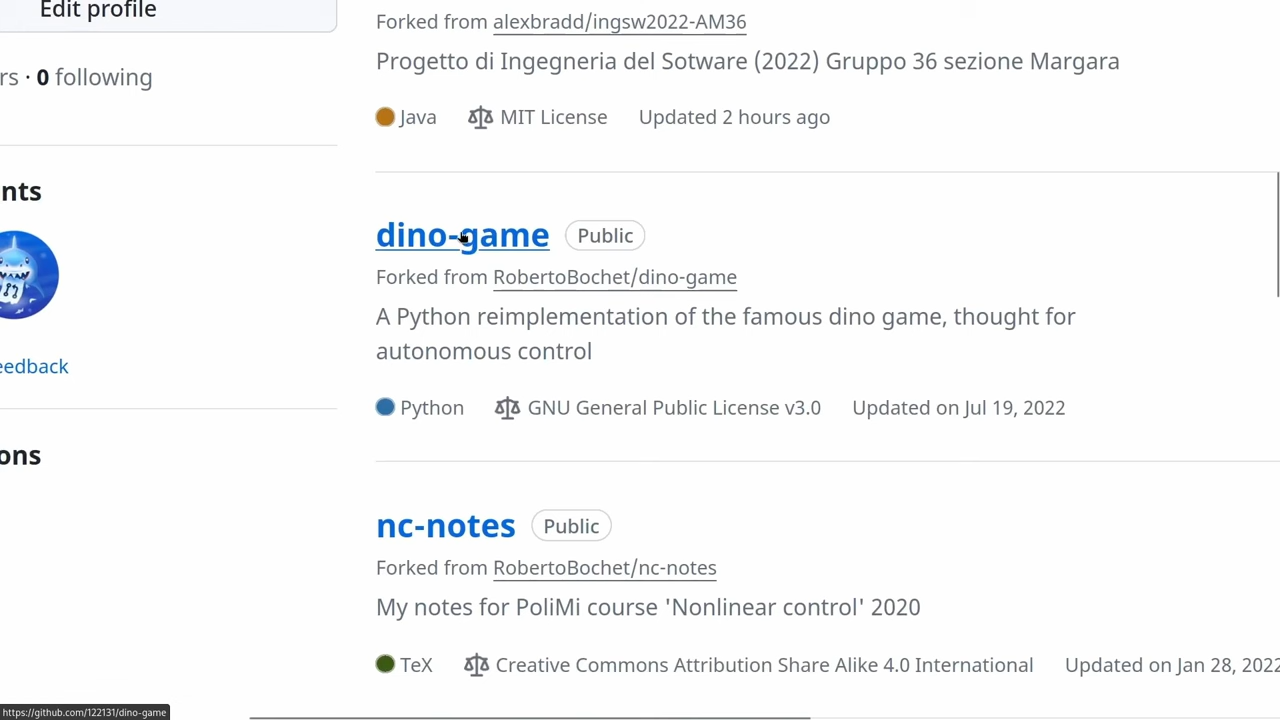 Edit profile
rs · 0 following
nts
eedback
ons
Forked from alexbradd/ingsw2022-AM36
Progetto di Ingegneria del Sotware (2022) Gruppo 36 sezione Margara
Java MIT License Updated 2 hours ago
dino-game Public
Forked from RobertoBochet/dino-game
A Python reimplementation of the famous dino game, thought for
autonomous control
Python GNU General Public License v3.0 Updated on Jul 19, 2022
nc-notes Public
Forked from RobertoBochet/nc-notes
My notes for PoliMi course 'Nonlinear control' 2020
TeX Creative Commons Attribution Share Alike 4.0 International Updated on Jan 28, 2022
https://github.com/122131/dino-game